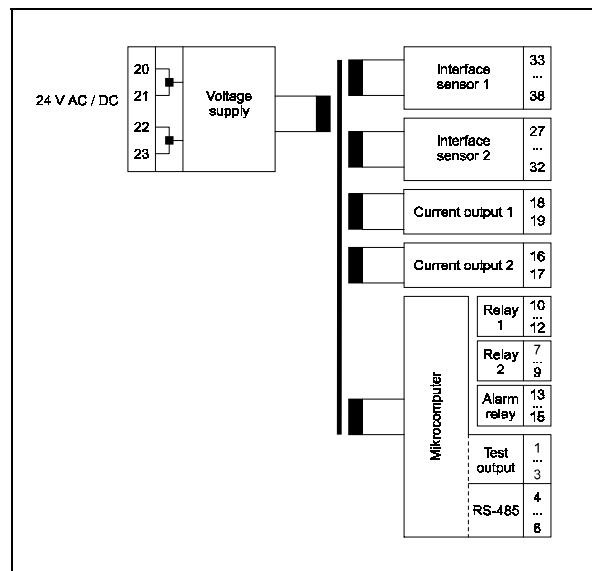 24 V AC / DC
20
21
22
23
Voltage
supply
Interface
sensor 1
33
...
38
Interface
sensor 2
27
...
32
Current output 1
18
19
Current output 2
16
17
Mikrocomputer
Relay
1
10
...
12
Relay
2
7
...
9
Alarm
relay
13
...
15
Test
output
1
...
3
RS-485
4
...
6